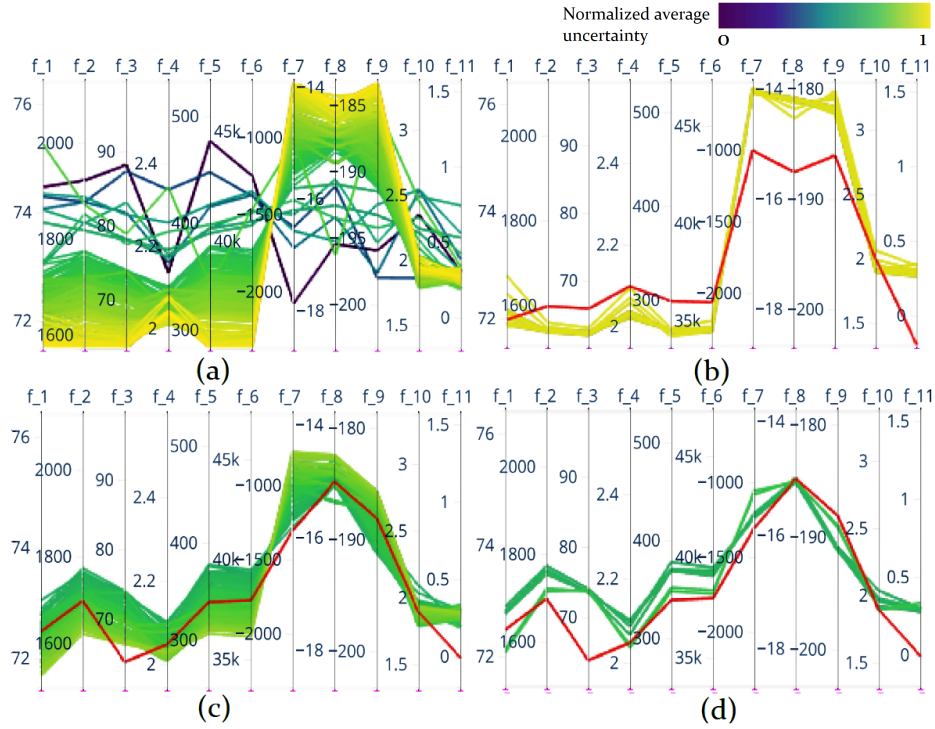 Normalized average
uncertainty
0 1
f_1 f_2 f_3 f_4 f_5 f_6 f_7 f_8 f_9 f_10 f_11
76 2000 90 2.4 500 45k −1000 −14 −185 3 1.5
74 1800 80 2.2 400 40k −1500 −16 −190 2.5 1
72 1600 70 2 300 −2000 −18 −195 2 0.5
−200 1.5 0
(a)
f_1 f_2 f_3 f_4 f_5 f_6 f_7 f_8 f_9 f_10 f_11
76 2000 90 2.4 500 45k −1000 −14 −180 3 1.5
74 1800 80 2.2 400 40k −1500 −16 −190 2.5 1
72 1600 70 2 300 35k −2000 −18 −200 2 0.5
1.5 0
(b)
f_1 f_2 f_3 f_4 f_5 f_6 f_7 f_8 f_9 f_10 f_11
76 2000 90 2.4 500 45k −1000 −14 −180 3 1.5
74 1800 80 2.2 400 40k −1500 −16 −190 2.5 1
72 1600 70 2 300 35k −2000 −18 −200 2 0.5
1.5 0
(c)
f_1 f_2 f_3 f_4 f_5 f_6 f_7 f_8 f_9 f_10 f_11
76 2000 90 2.4 500 45k −1000 −14 −180 3 1.5
74 1800 80 2.2 400 40k −1500 −16 −190 2.5 1
72 1600 70 2 300 35k −2000 −18 −200 2 0.5
1.5 0
(d)